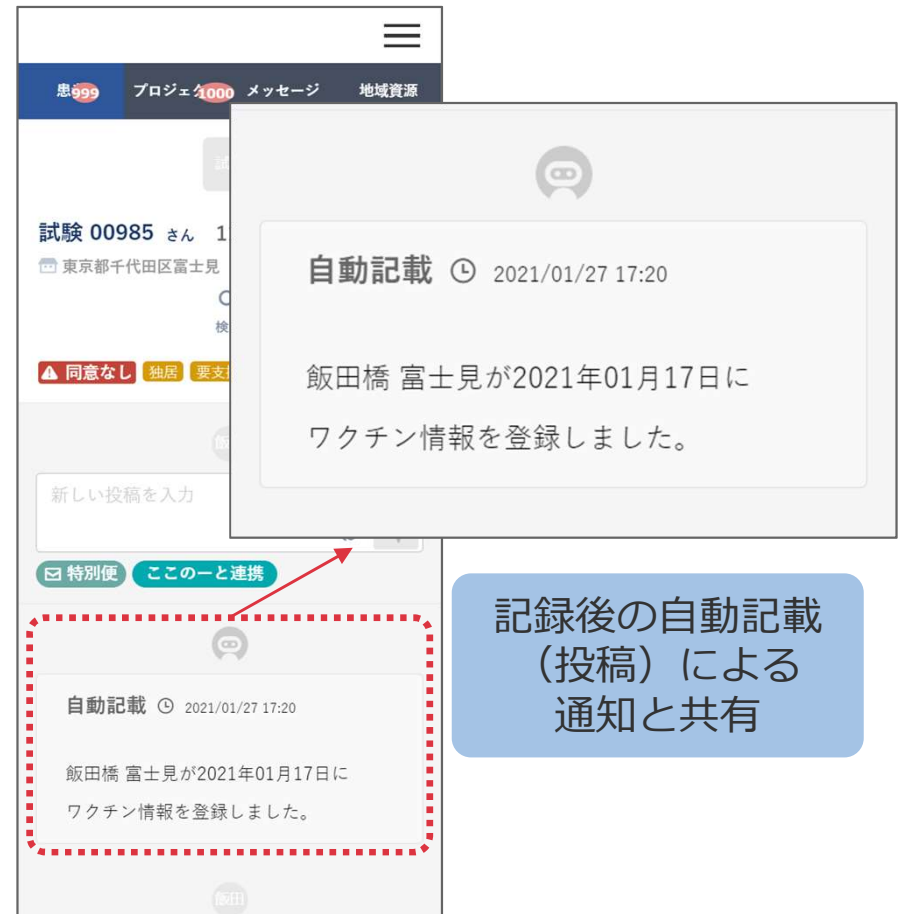 患 999 プロジェク 1000 メッセージ 地域資源
試験 00985 さん 1
東京都千代田区富士見
検
同意なし 独居 要支
飯
新しい投稿を入力
特別便 ここのーと連携
自動記載 2021/01/27 17:20
飯田橋 富士見が2021年01月17日に
ワクチン情報を登録しました。
飯田
自動記載 2021/01/27 17:20
飯田橋 富士見が2021年01月17日に
ワクチン情報を登録しました。
記録後の自動記載
（投稿）による
通知と共有